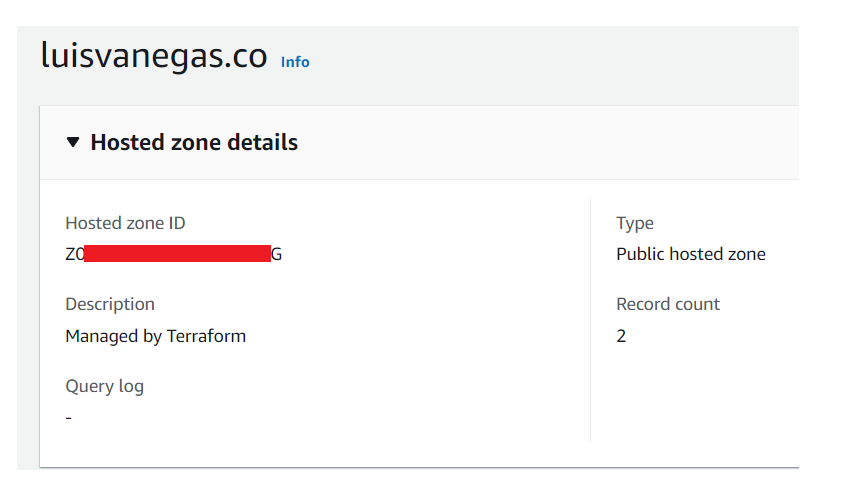 luisvanegas.co Info
Hosted zone details
Hosted zone ID
Z0 G
Type
Public hosted zone
Description
Managed by Terraform
Record count
2
Query log
-